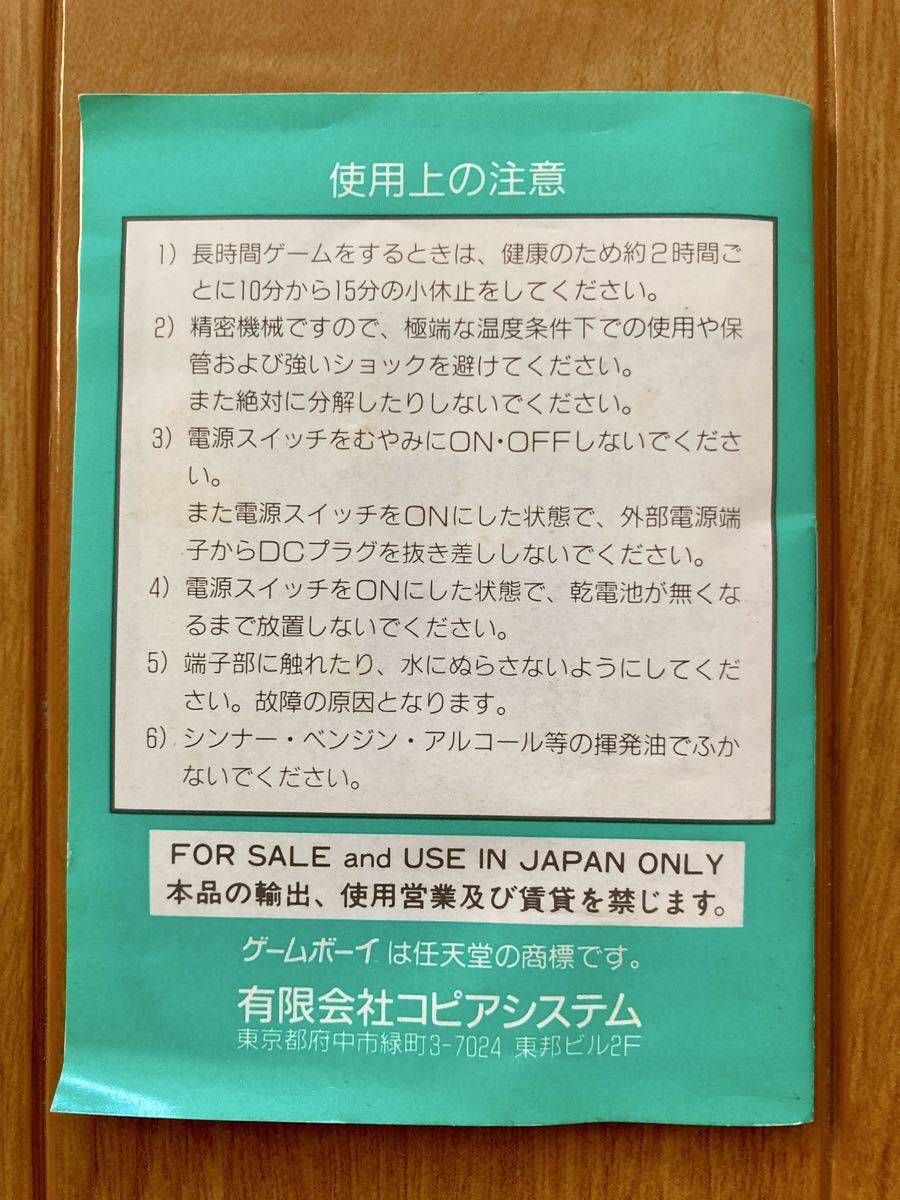 使用上の注意
1) 長時間ゲームをするときは、健康のため約2時間ご
とに10分から15分の小休止をしてください。
2) 精密機械ですので、極端な温度条件下での使用や保
管および強いショックを避けてください。
また絶対に分解したりしないでください。
3) 電源スイッチをむやみにON・OFFしないでくださ
い。
また電源スイッチをONにした状態で、外部電源端
子からDCプラグを抜き差ししないでください。
4) 電源スイッチをONにした状態で、乾電池が無くな
るまで放置しないでください。
5) 端子部に触れたり、水にぬらさないようにしてくだ
さい。故障の原因となります。
6) シンナー・ベンジン・アルコール等の揮発油でふか
ないでください。
FOR SALE and USE IN JAPAN ONLY
本品の輸出、使用営業及び賃貸を禁じます。
ゲームボーイは任天堂の商標です。
有限会社コピアシステム
東京都府中市緑町3-7024 東邦ビル2F